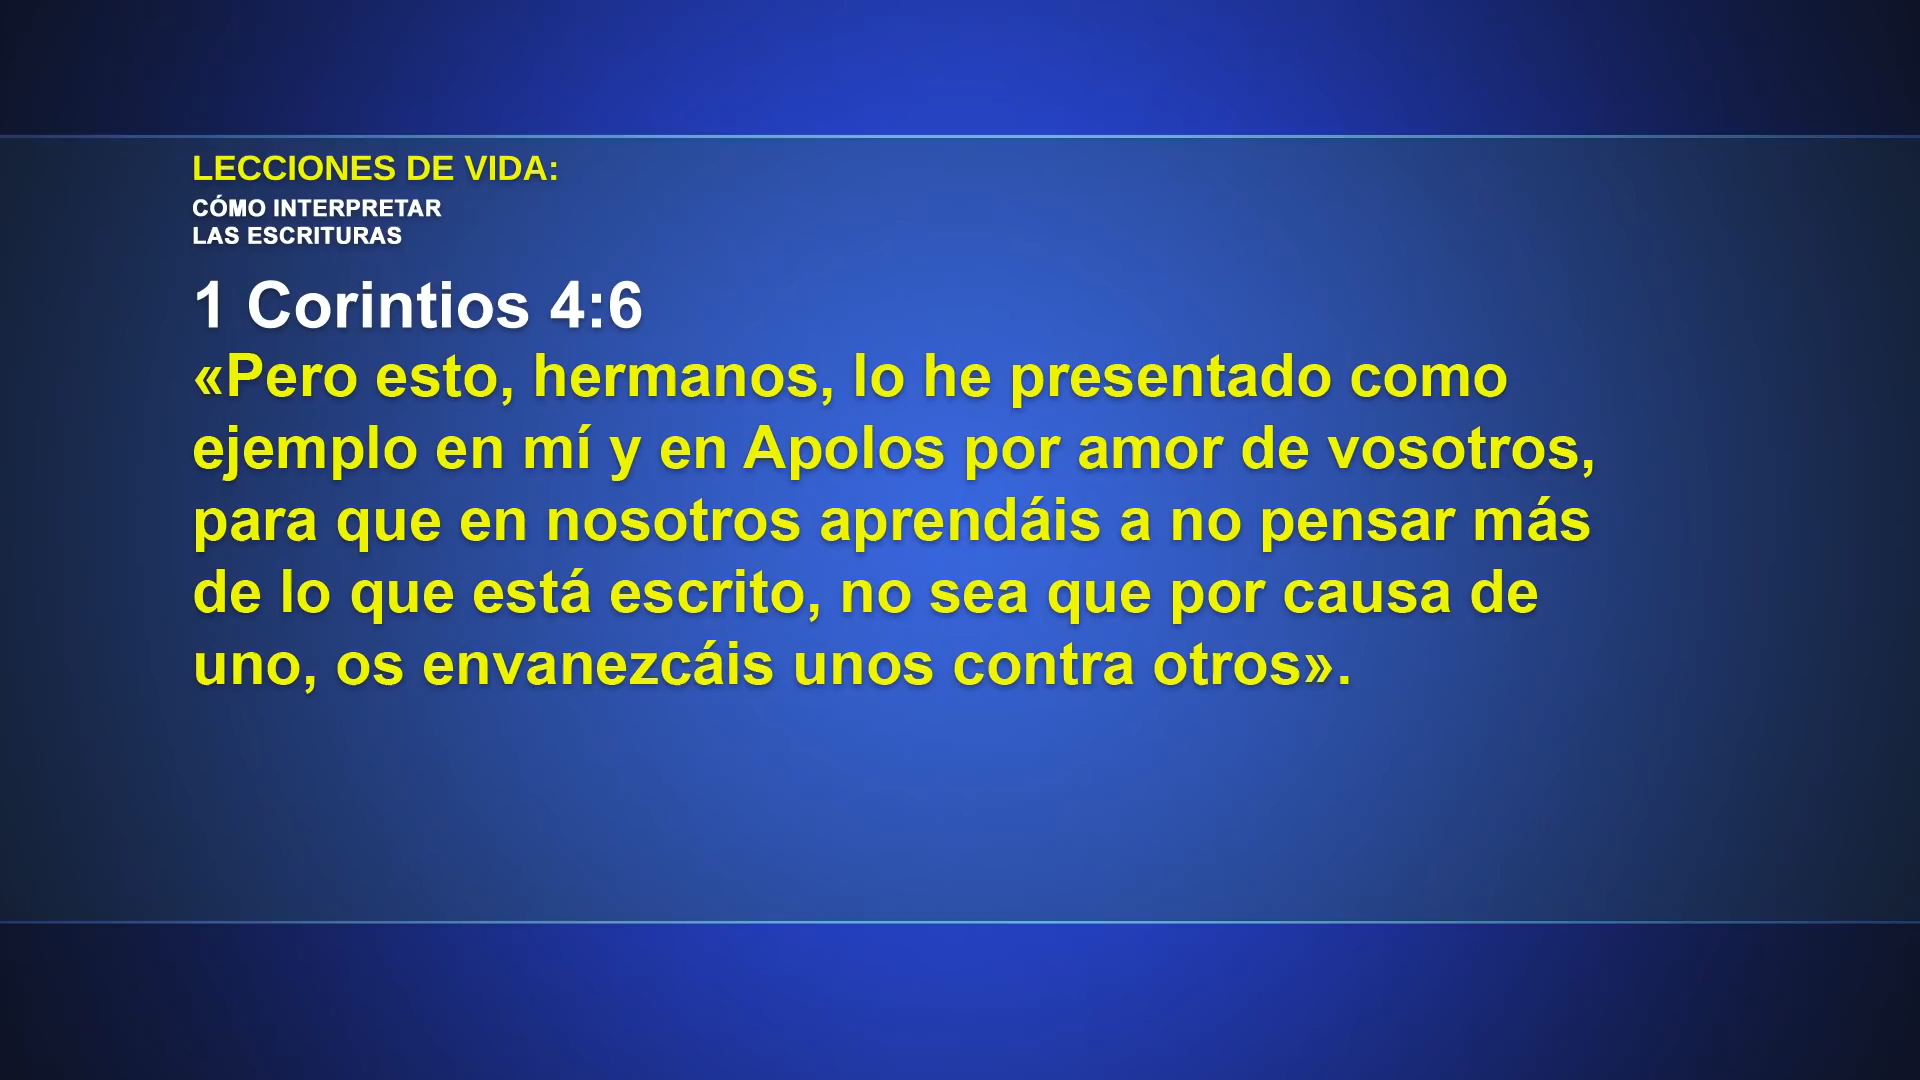 LECCIONES DE VIDA:
CÓMO INTERPRETAR
LAS ESCRITURAS
1 Corintios 4:6
«Pero esto, hermanos, lo he presentado como
ejemplo en mí y en Apolos por amor de vosotros,
para que en nosotros aprendáis a no pensar más
de lo que está escrito, no sea que por causa de
uno, os envanezcáis unos contra otros».